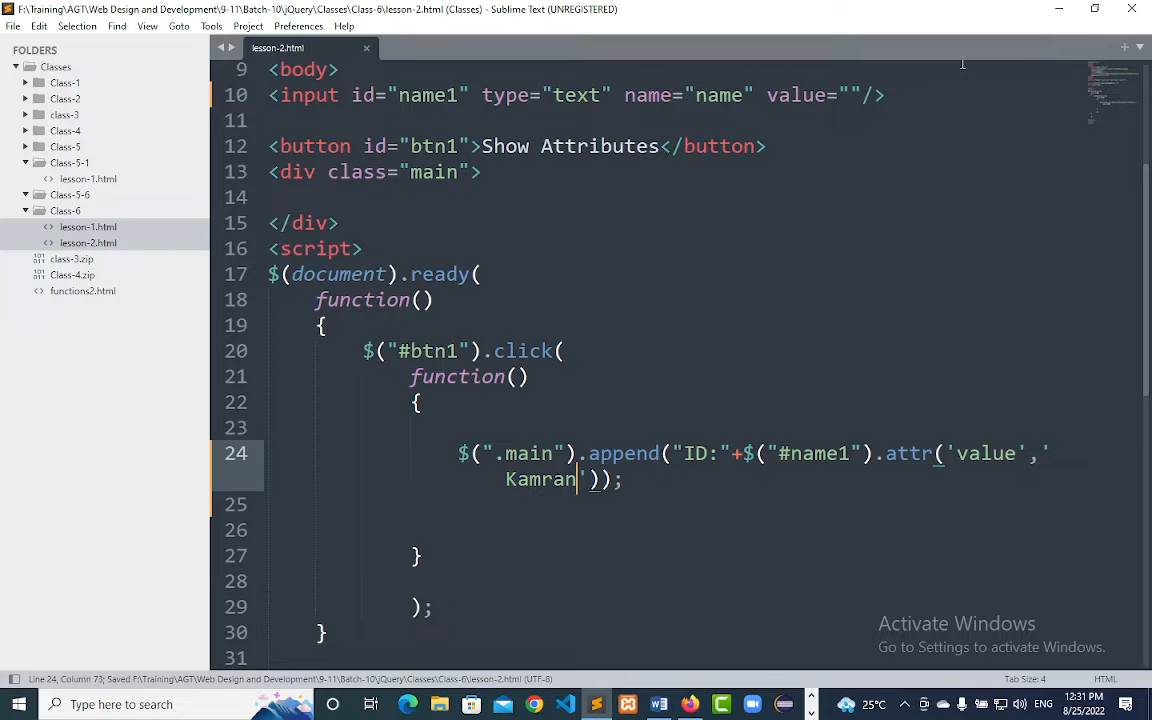 F:\Training\AGT\Web Design and Development\9-11\Batch-10\jQuery\Classes\Class-6\lesson-2.html (Classes) - Sublime Text (UNREGISTERED)
File Edit Selection Find View Goto Tools Project Preferences Help
FOLDERS
Classes
Class-1
Class-2
class-3
Class-4
Class-5
Class-5-1
lesson-1.html
Class-5-6
Class-6
lesson-1.html
lesson-2.html
class-3.zip
Class-4.zip
functions2.html
lesson-2.html
9 <body>
10 <input id="name1" type="text" name="name" value=""/>
11
12 <button id="btn1">Show Attributes</button>
13 <div class="main">
14
15 </div>
16 <script>
17 $(document).ready(
18 function()
19 {
20 $("#btn1").click(
21 function()
22 {
23
24 $(".main").append("ID:"+$("#name1").attr('value','
Kamran'));
25
26
27 }
28
29 );
30 }
31
Activate Windows
Go to Settings to activate Windows.
Line 24, Column 73; Saved F:\Training\AGT\Web Design and Development\9-11\Batch-10\jQuery\Classes\Class-6\lesson-2.html (UTF-8) Tab Size: 4 HTML
Type here to search 25°C ENG 12:31 PM
8/25/2022